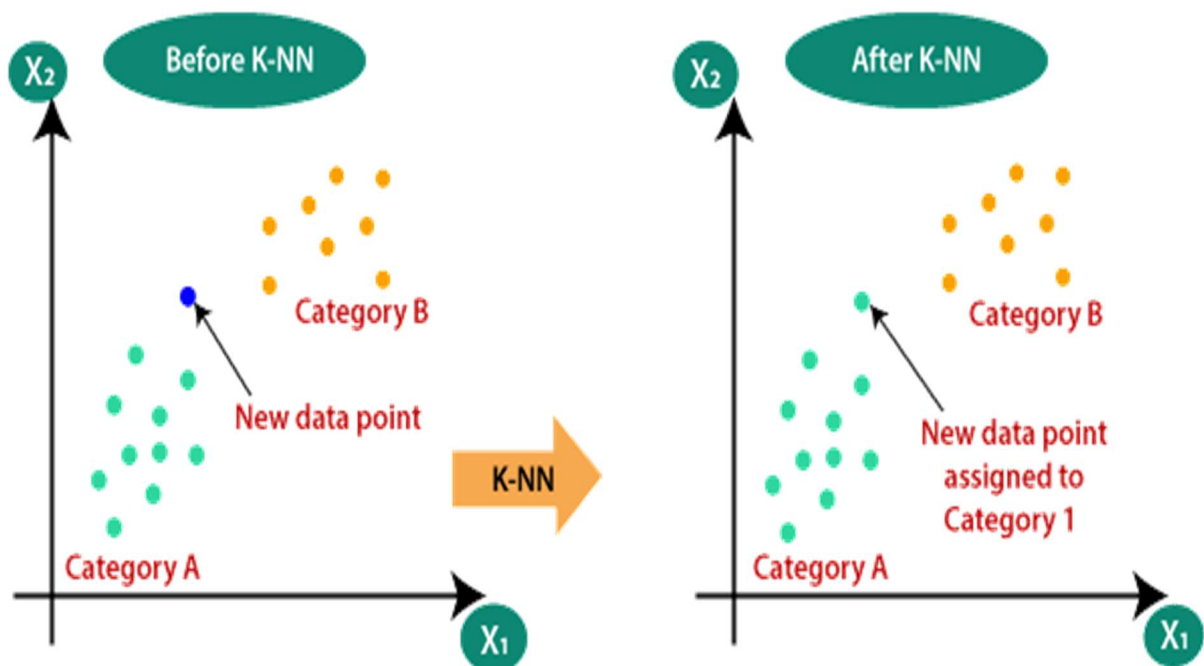 Before K-NN
X₂
Category B
New data point
Category A
X₁
K-NN
After K-NN
X₂
Category B
New data point
assigned to
Category 1
Category A
X₁